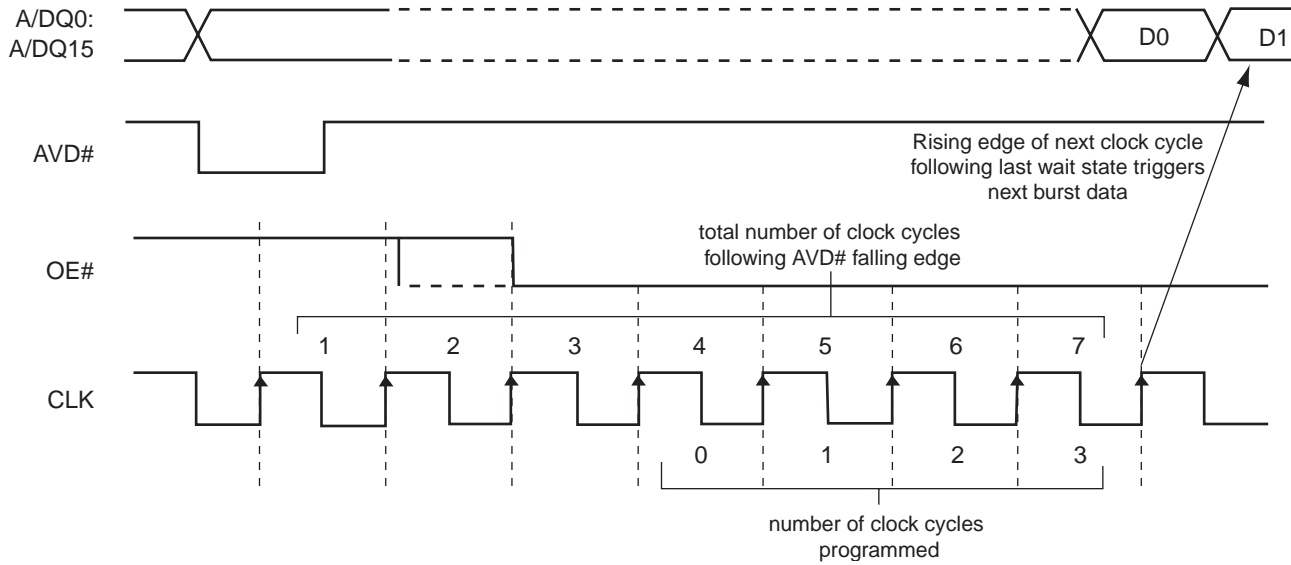 A/DQ0:
A/DQ15
D0
D1
AVD#
Rising edge of next clock cycle
following last wait state triggers
next burst data
OE#
total number of clock cycles
following AVD# falling edge
1
2
3
4
5
6
7
CLK
0
1
2
3
number of clock cycles
programmed